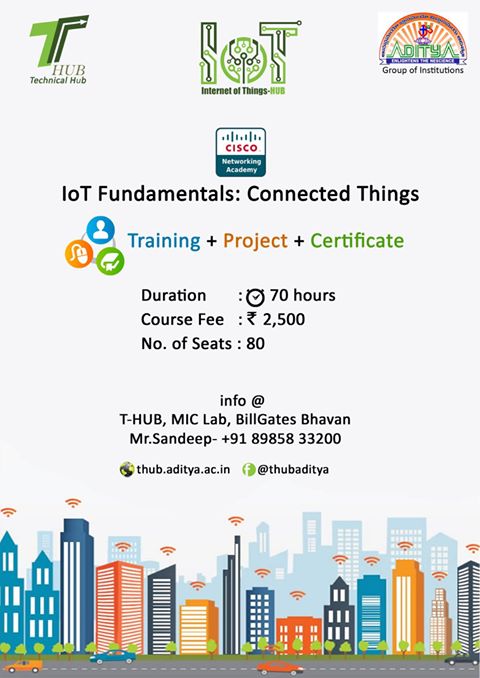 T HUB
Technical Hub
IoT
Internet of Things-HUB
ADITYA
ENLIGHTENS THE NESCIENCE
Group of Institutions
CISCO
Networking
Academy
IoT Fundamentals: Connected Things
Training + Project + Certificate
Duration : 70 hours
Course Fee : ₹ 2,500
No. of Seats : 80
info @
T-HUB, MIC Lab, BillGates Bhavan
Mr.Sandeep- +91 89858 33200
thub.aditya.ac.in @thubaditya